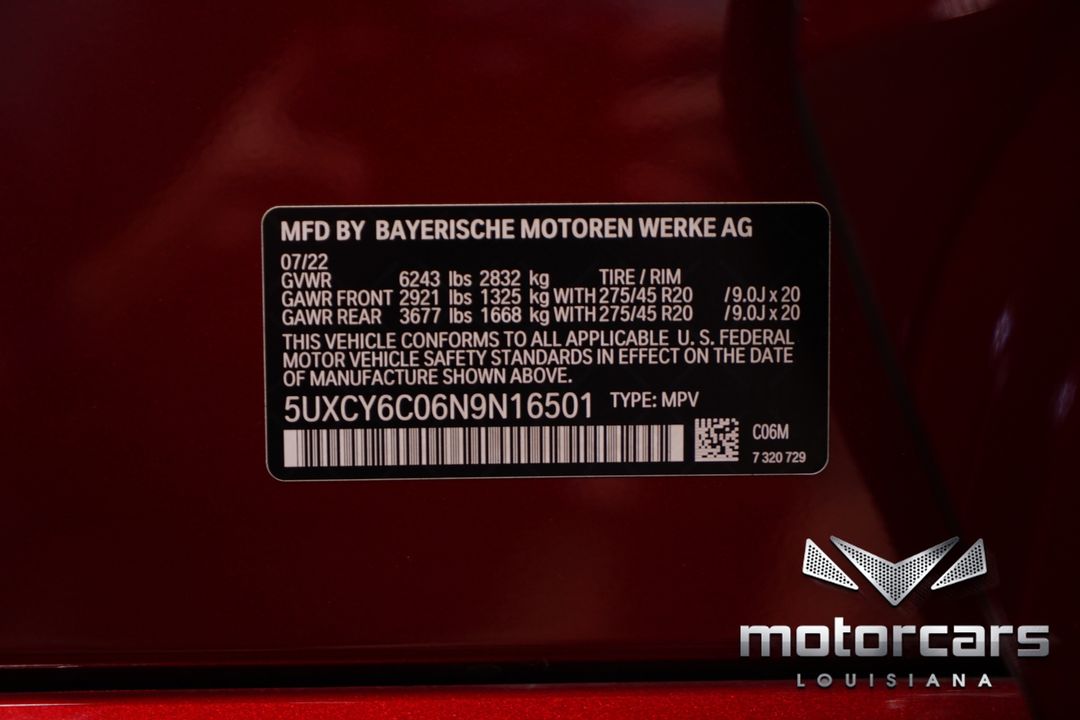 MFD BY BAYERISCHE MOTOREN WERKE AG
07/22
GVWR 6243 lbs 2832 kg TIRE / RIM
GAWR FRONT 2921 lbs 1325 kg WITH 275/45 R20 / 9.0J x 20
GAWR REAR 3677 lbs 1668 kg WITH 275/45 R20 / 9.0J x 20
THIS VEHICLE CONFORMS TO ALL APPLICABLE U. S. FEDERAL
MOTOR VEHICLE SAFETY STANDARDS IN EFFECT ON THE DATE
OF MANUFACTURE SHOWN ABOVE.
5UXCY6C06N9N16501 TYPE: MPV
C06M
7 320 729
motorcars
LOUISIANA